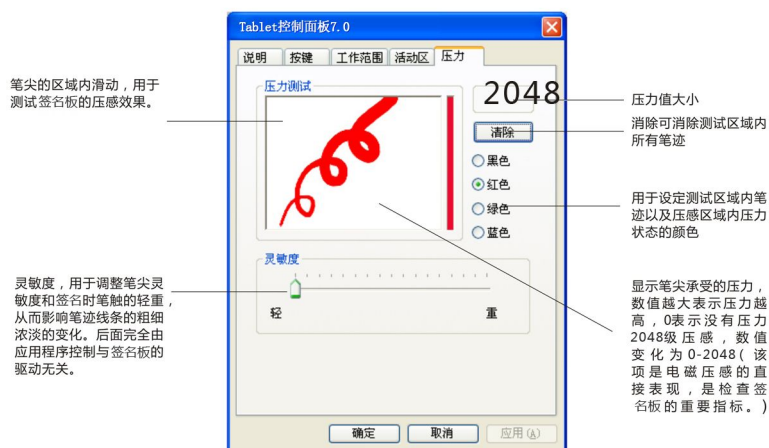 Tablet控制面板7.0
说明 按键 工作范围 活动区 压力
压力测试
2048
清除
黑色
红色
绿色
蓝色
灵敏度
轻 重
确定 取消 应用(A)
笔尖的区域内滑动，用于
测试签名板的压感效果。
灵敏度，用于调整笔尖灵
敏度和签名时笔触的轻重，
从而影响笔迹线条的粗细
浓淡的变化。后面完全由
应用程序控制与签名板的
驱动无关。
压力值大小
消除可消除测试区域内
所有笔迹
用于设定测试区域内笔
迹以及压感区域内压力
状态的颜色
显示笔尖承受的压力，
数值越大表示压力越
高，0表示没有压力
2048级压感，数值
变化为0-2048(该
项是电磁压感的直
接表现，是检查签
名板的重要指标。)